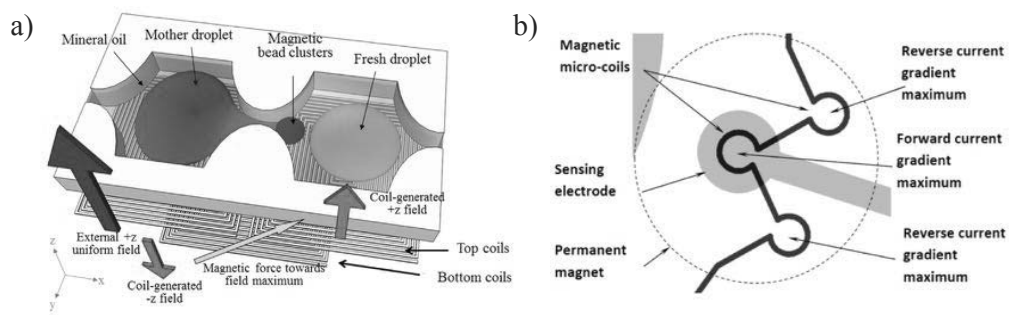 a)
Mineral oil
Mother droplet
Magnetic
bead clusters
Fresh droplet
External +z
uniform field
Coil-generated
+z field
z
x
y
Coil-generated
-z field
Magnetic force towards
field maximum
Top coils
Bottom coils
b)
Magnetic
micro-coils
Sensing
electrode
Permanent
magnet
Reverse current
gradient
maximum
Forward current
gradient
maximum
Reverse current
gradient
maximum